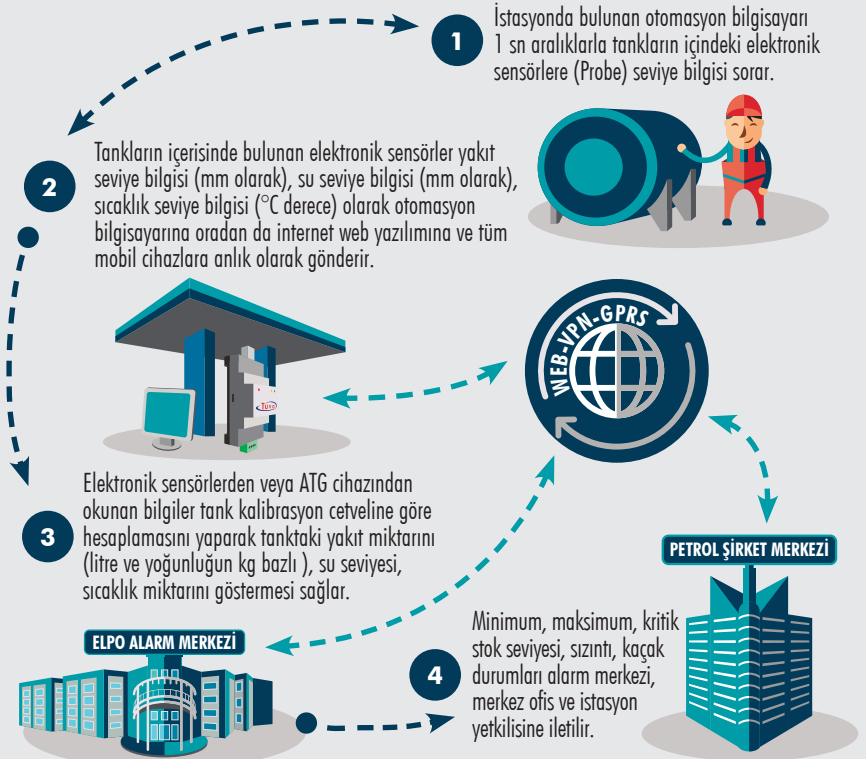 1
İstasyonda bulunan otomasyon bilgisayarı
1 sn aralıklarla tankların içindeki elektronik
sensörlere (Probe) seviye bilgisi sorar.
2
Tankların içerisinde bulunan elektronik sensörler yakıt
seviye bilgisi (mm olarak), su seviye bilgisi (mm olarak),
sıcaklık seviye bilgisi (°C derece) olarak otomasyon
bilgisayarına oradan da internet web yazılımına ve tüm
mobil cihazlara anlık olarak gönderir.
WEB-VPN-GPRS
3
Elektronik sensörlerden veya ATG cihazından
okunan bilgiler tank kalibrasyon cetveline göre
hesaplamasını yaparak tanktaki yakıt miktarını
(litre ve yoğunluğun kg bazlı ), su seviyesi,
sıcaklık miktarını göstermesi sağlar.
PETROL ŞİRKET MERKEZİ
ELPO ALARM MERKEZİ
4
Minimum, maksimum, kritik
stok seviyesi, sızıntı, kaçak
durumları alarm merkezi,
merkez ofis ve istasyon
yetkilisine iletilir.